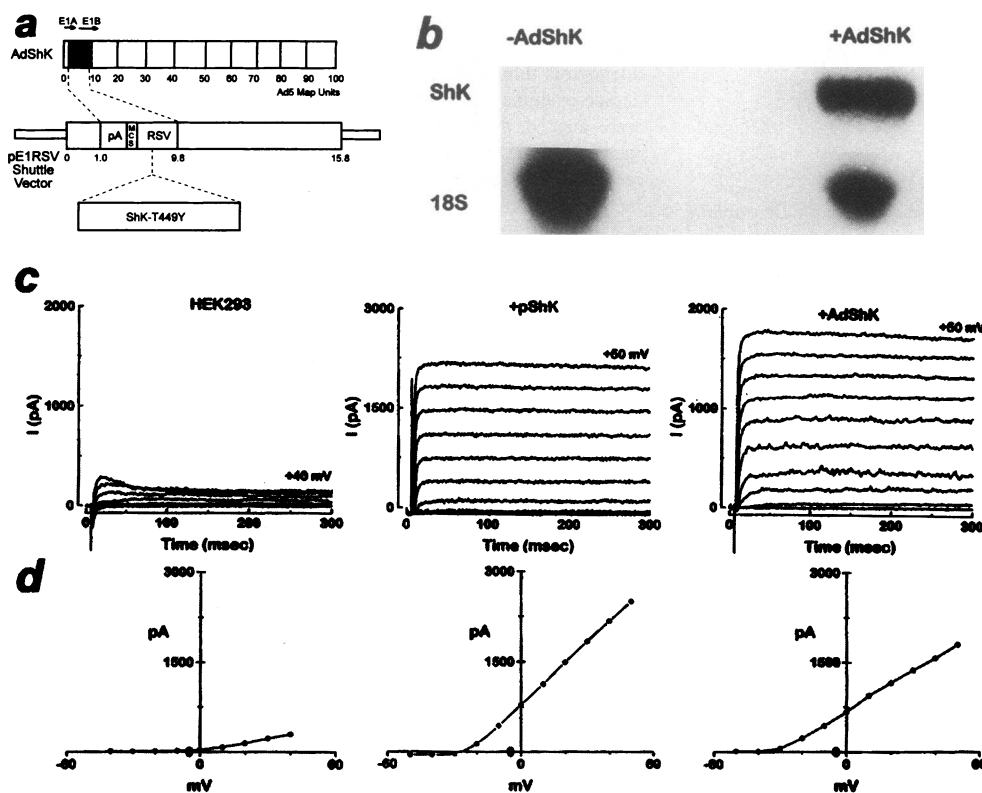 a
E1A E1B
AdShK
0 10 20 30 40 50 60 70 80 90 100
Ad5 Map Units
pA MCS RSV
pE1RSV
Shuttle
Vector
0 1.0 9.8 15.8
ShK-T449Y
b
-AdShK +AdShK
ShK
18S
c
HEK293
2000
1000
0
I (pA)
+40 mV
0 100 200 300
Time (msec)
+pShK
3000
1500
0
I (pA)
+60 mV
0 100 200 300
Time (msec)
+AdShK
2000
1000
0
I (pA)
+60 mV
0 100 200 300
Time (msec)
d
3000
pA
1500
-60 0 60
mV
3000
pA
1500
0 60
mV
3000
pA
1500
-60 0 60
mV